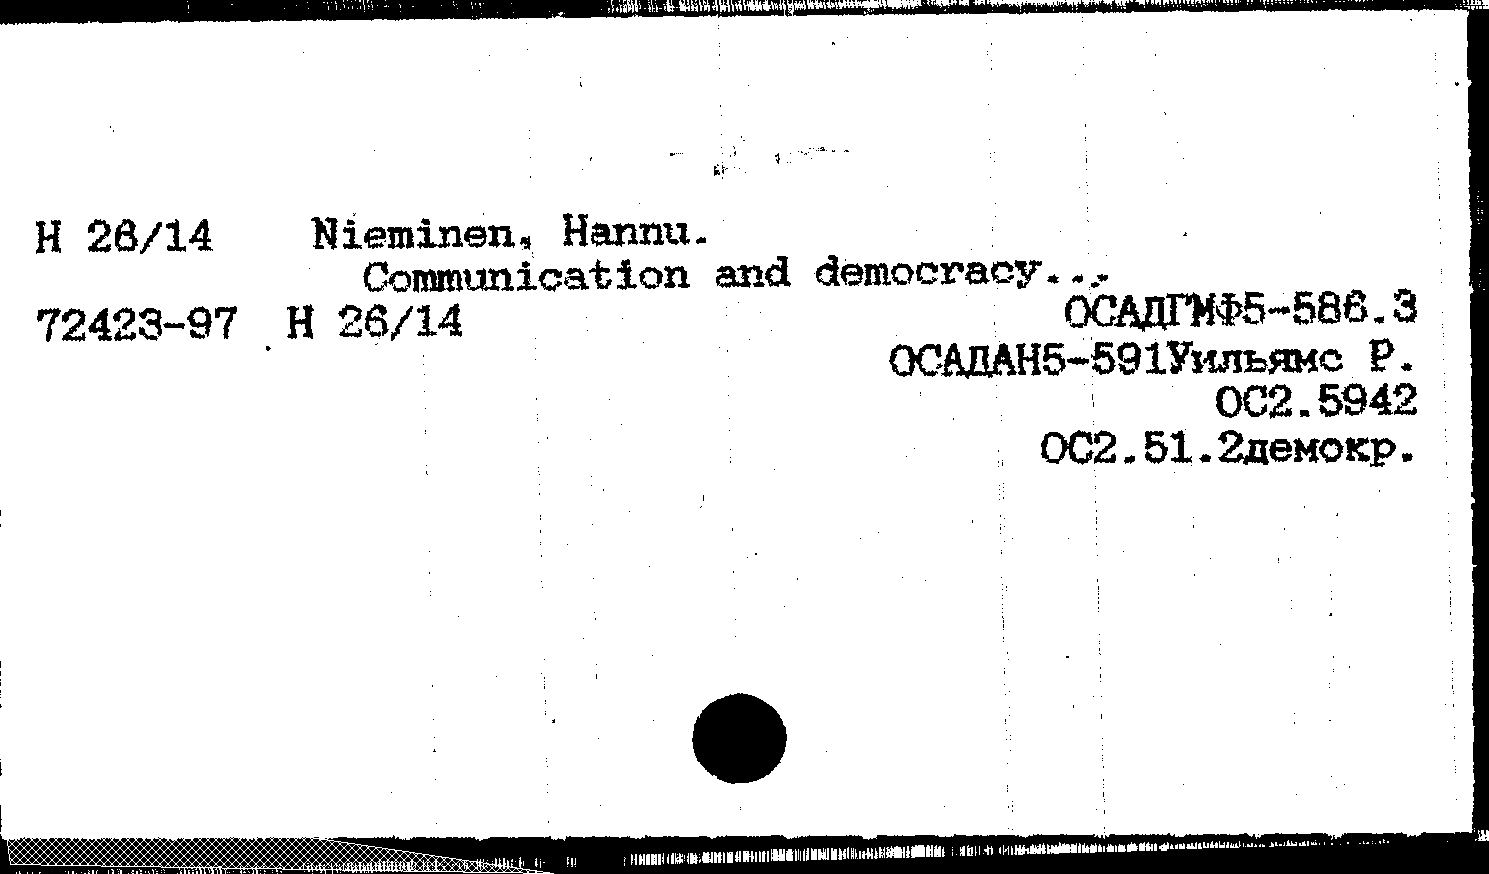 Н 26/14 Nieminen, Hannu.
Communication and democracy...
72423-97 Н 26/14
ОСАДГМФ5-586.3
ОСАДАН5-591Уильямс Р.
ОС2.5942
ОС2.51.2демокр.